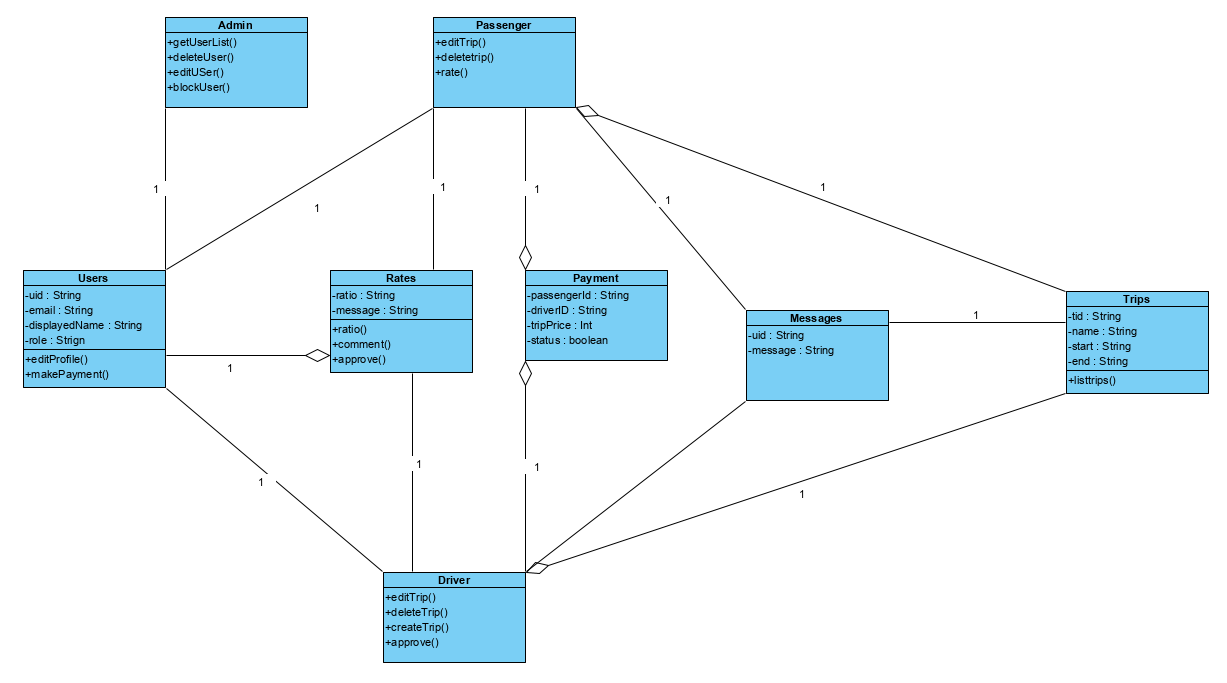 Admin
+getUserList()
+deleteUser()
+editUSer()
+blockUser()
Passenger
+editTrip()
+deletetrip()
+rate()
1
1
1
1
1
1
Users
-uid : String
-email : String
-displayedName : String
-role : Strign
+editProfile()
+makePayment()
Rates
-ratio : String
-message : String
+ratio()
+comment()
+approve()
Payment
-passengerId : String
-driverID : String
-tripPrice : Int
-status : boolean
Messages
-uid : String
-message : String
1
Trips
-tid : String
-name : String
-start : String
-end : String
+listtrips()
1
1
1
1
1
Driver
+editTrip()
+deleteTrip()
+createTrip()
+approve()